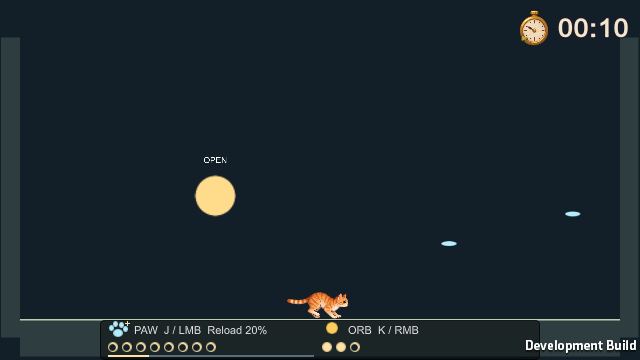 00:10
OPEN
PAW J / LMB Reload 20%
ORB K / RMB
Development Build